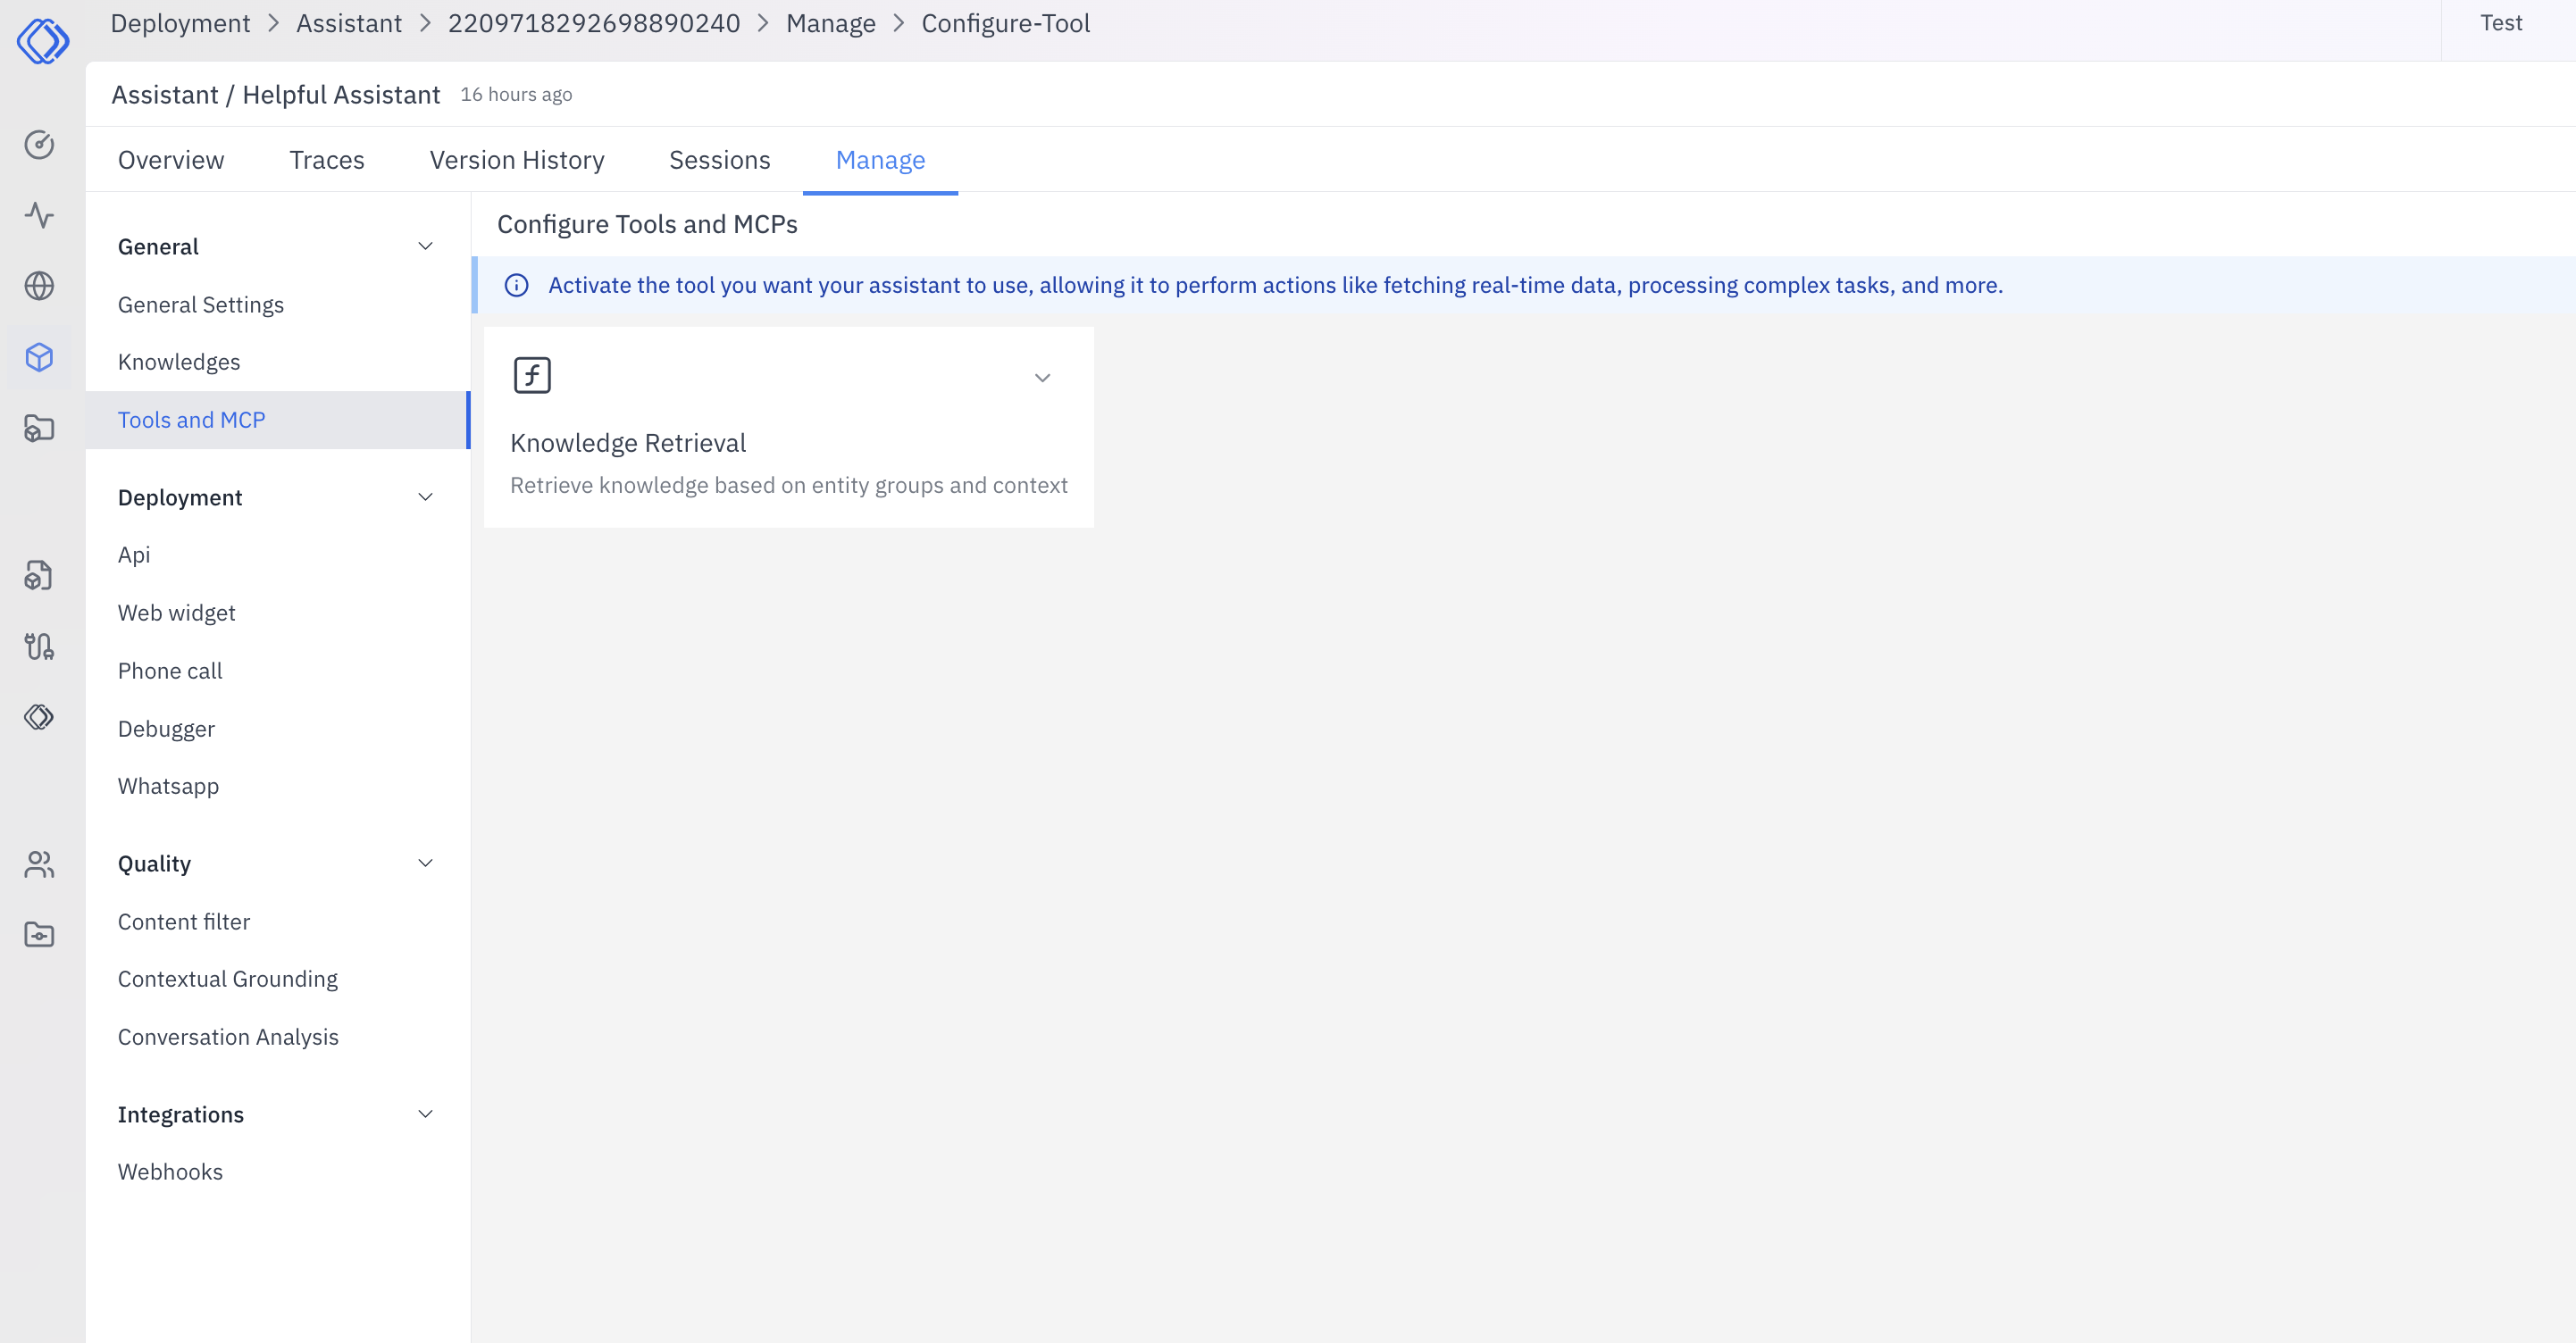 Deployment > Assistant > 2209718292698890240 > Manage > Configure-Tool
Test
Assistant / Helpful Assistant 16 hours ago
Overview Traces Version History Sessions Manage
General
General Settings
Knowledges
Tools and MCP
Deployment
Api
Web widget
Phone call
Debugger
Whatsapp
Quality
Content filter
Contextual Grounding
Conversation Analysis
Integrations
Webhooks
Configure Tools and MCPs
Activate the tool you want your assistant to use, allowing it to perform actions like fetching real-time data, processing complex tasks, and more.
Knowledge Retrieval
Retrieve knowledge based on entity groups and context